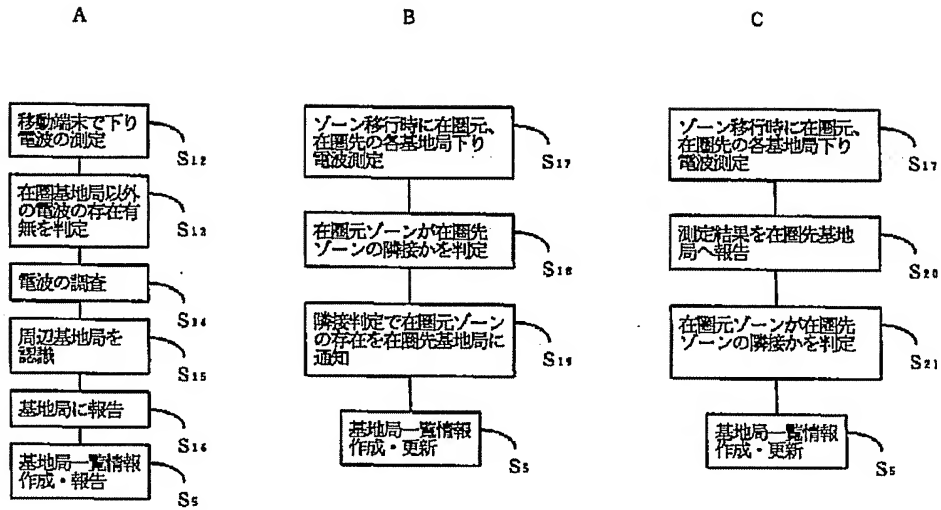 A
移動端末で下り
電波の測定
S12
在圏基地局以外
の電波の存在有
無を判定
S13
電波の調査
S14
周辺基地局を
認識
S15
基地局に報告
S16
基地局一覧情報
作成・報告
S5
B
ゾーン移行時に在圏元、
在圏先の各基地局下り
電波測定
S17
在圏元ゾーンが在圏先
ゾーンの隣接かを判定
S18
隣接判定で在圏元ゾーン
の存在を在圏先基地局に
通知
S19
基地局一覧情報
作成・更新
S5
C
ゾーン移行時に在圏元、
在圏先の各基地局下り
電波測定
S17
測定結果を在圏先基地
局へ報告
S20
在圏元ゾーンが在圏先
ゾーンの隣接かを判定
S21
基地局一覧情報
作成・更新
S5